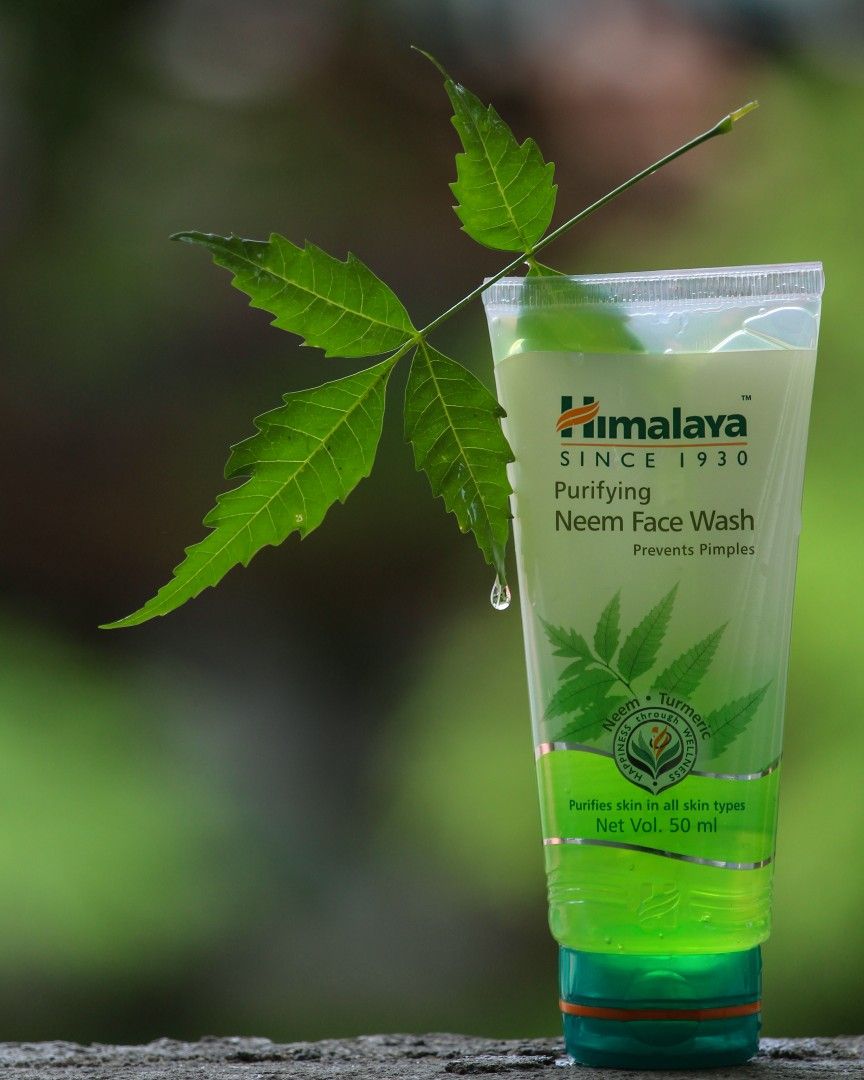 Himalaya™
SINCE 1930
Purifying
Neem Face Wash
Prevents Pimples
Neem • Turmeric
HAPPINESS through WELLNESS
Purifies skin in all skin types
Net Vol. 50 ml